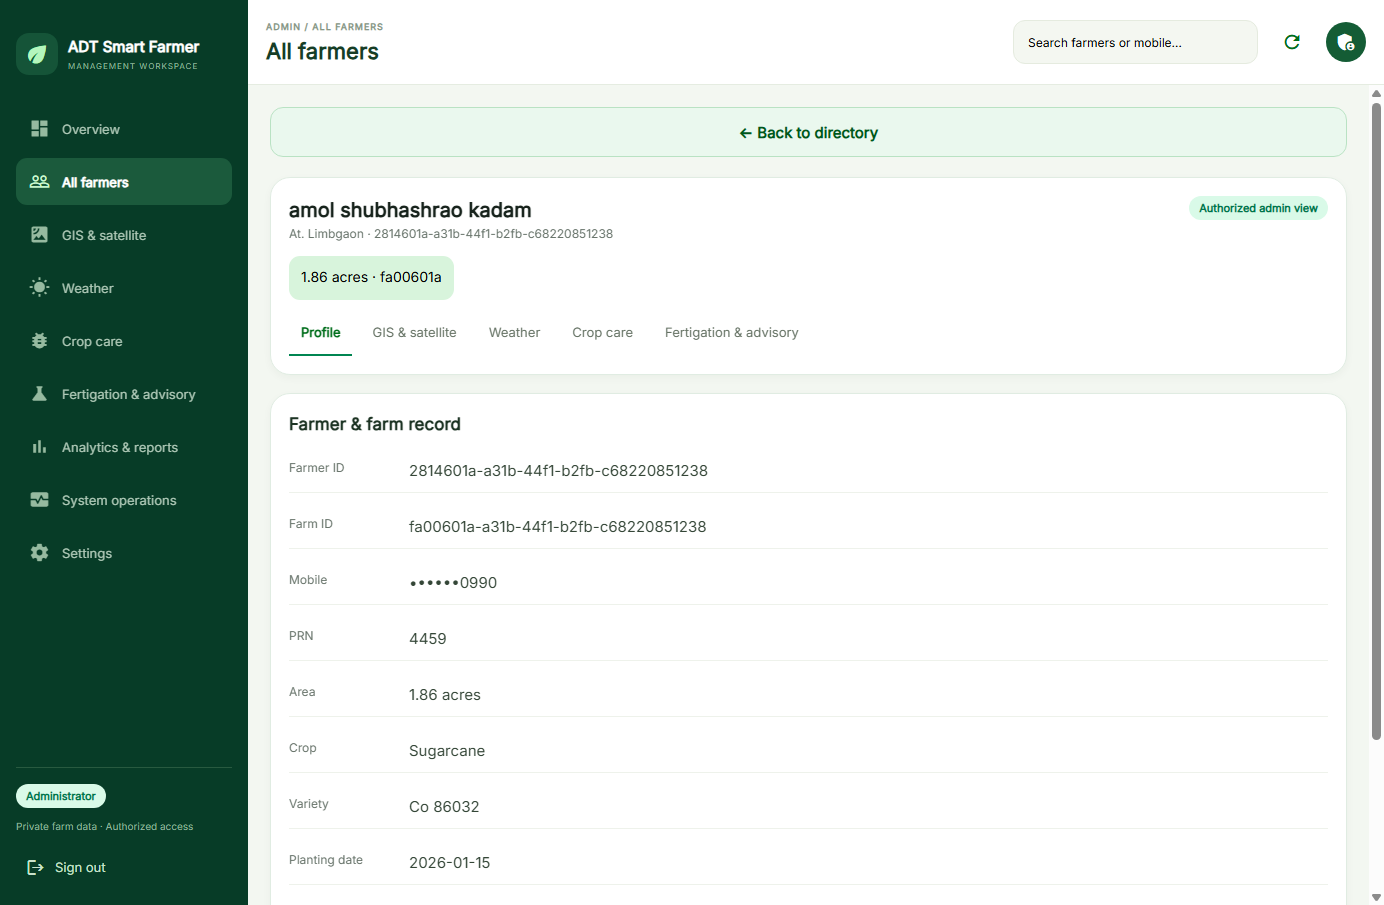 ADT Smart Farmer
MANAGEMENT WORKSPACE
Overview
All farmers
GIS & satellite
Weather
Crop care
Fertigation & advisory
Analytics & reports
System operations
Settings
Administrator
Private farm data · Authorized access
Sign out
ADMIN / ALL FARMERS
All farmers
Search farmers or mobile...
← Back to directory
amol shubhashrao kadam
Authorized admin view
At. Limbgaon · 2814601a-a31b-44f1-b2fb-c68220851238
1.86 acres · fa00601a
Profile GIS & satellite Weather Crop care Fertigation & advisory
Farmer & farm record
Farmer ID 2814601a-a31b-44f1-b2fb-c68220851238
Farm ID fa00601a-a31b-44f1-b2fb-c68220851238
Mobile ••••••0990
PRN 4459
Area 1.86 acres
Crop Sugarcane
Variety Co 86032
Planting date 2026-01-15